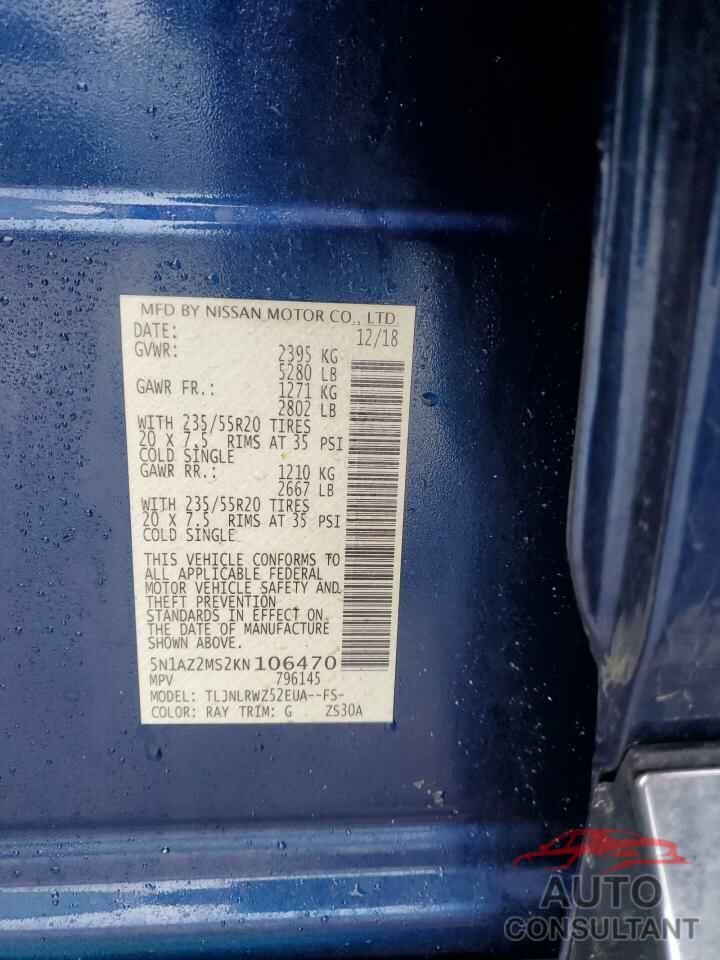 MFD BY NISSAN MOTOR CO., LTD.
DATE: 12/18
GVWR: 2395 KG
5280 LB
GAWR FR.: 1271 KG
2802 LB
WITH 235/55R20 TIRES
20 X 7.5 RIMS AT 35 PSI
COLD SINGLE
GAWR RR.: 1210 KG
2667 LB
WITH 235/55R20 TIRES
20 X 7.5 RIMS AT 35 PSI
COLD SINGLE
THIS VEHICLE CONFORMS TO
ALL APPLICABLE FEDERAL
MOTOR VEHICLE SAFETY AND
THEFT PREVENTION
STANDARDS IN EFFECT ON
THE DATE OF MANUFACTURE
SHOWN ABOVE.
5N1AZ2MS2KN106470
MPV 796145
MODEL: TLJNLRWZ52EUA--FS-
COLOR: RAY TRIM: G ZS30A
AUTO
CONSULTANT